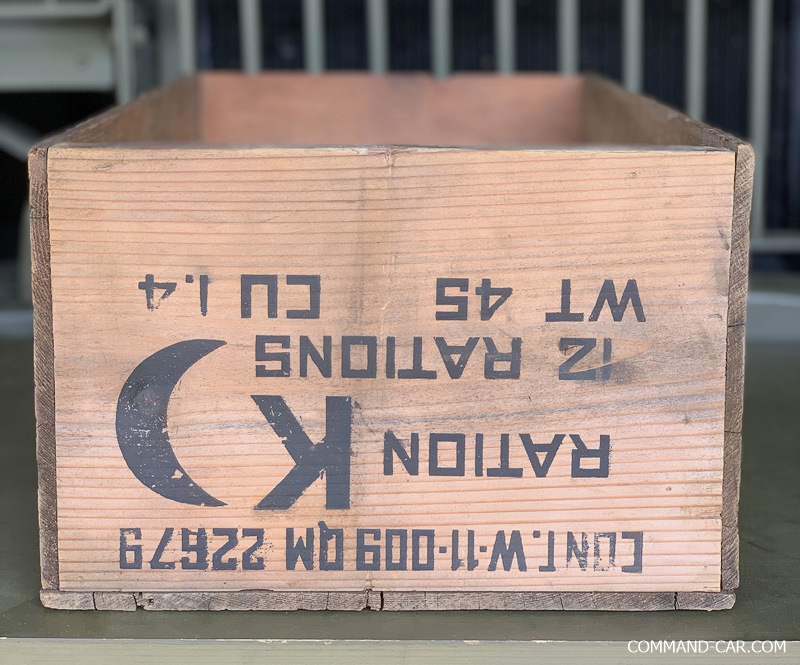 CONT. W-11-009 QM 22679
RATION K
12 RATIONS
WT 45 CU 1.4
COMMAND-CAR.COM